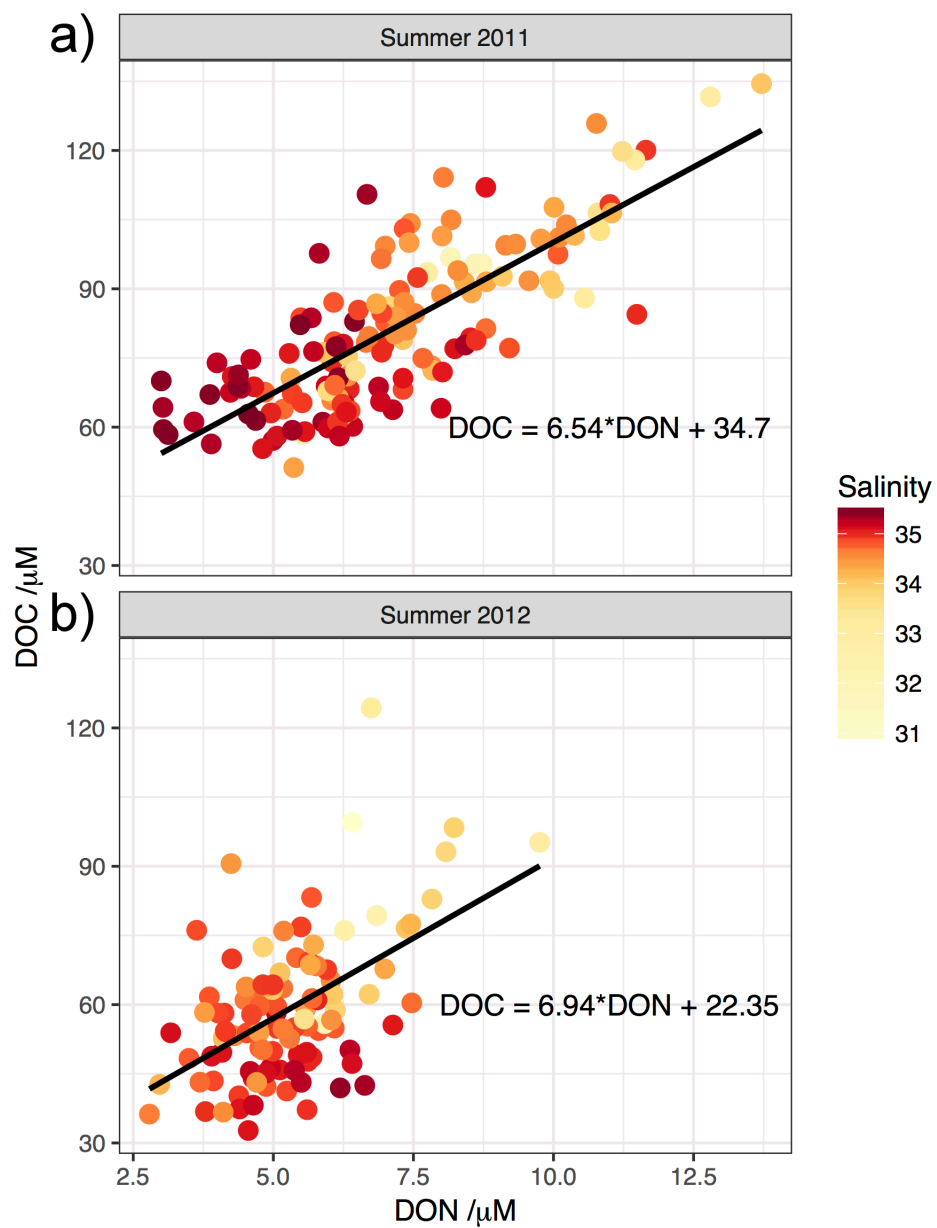 a)
Summer 2011
120
90
60
30
DOC = 6.54*DON + 34.7
Salinity
35
34
33
32
31
DOC /μM
b)
Summer 2012
120
90
60
30
DOC = 6.94*DON + 22.35
2.5
5.0
7.5
10.0
12.5
DON /μM